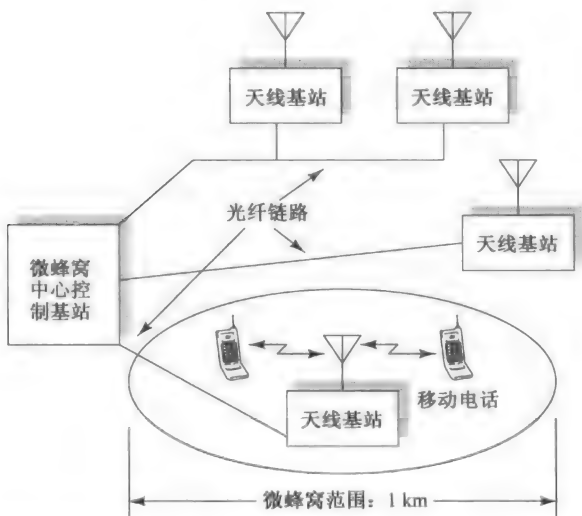 天线基站
天线基站
光纤链路
天线基站
微蜂窝
中心控
制基站
移动电话
天线基站
微蜂窝范围：1 km